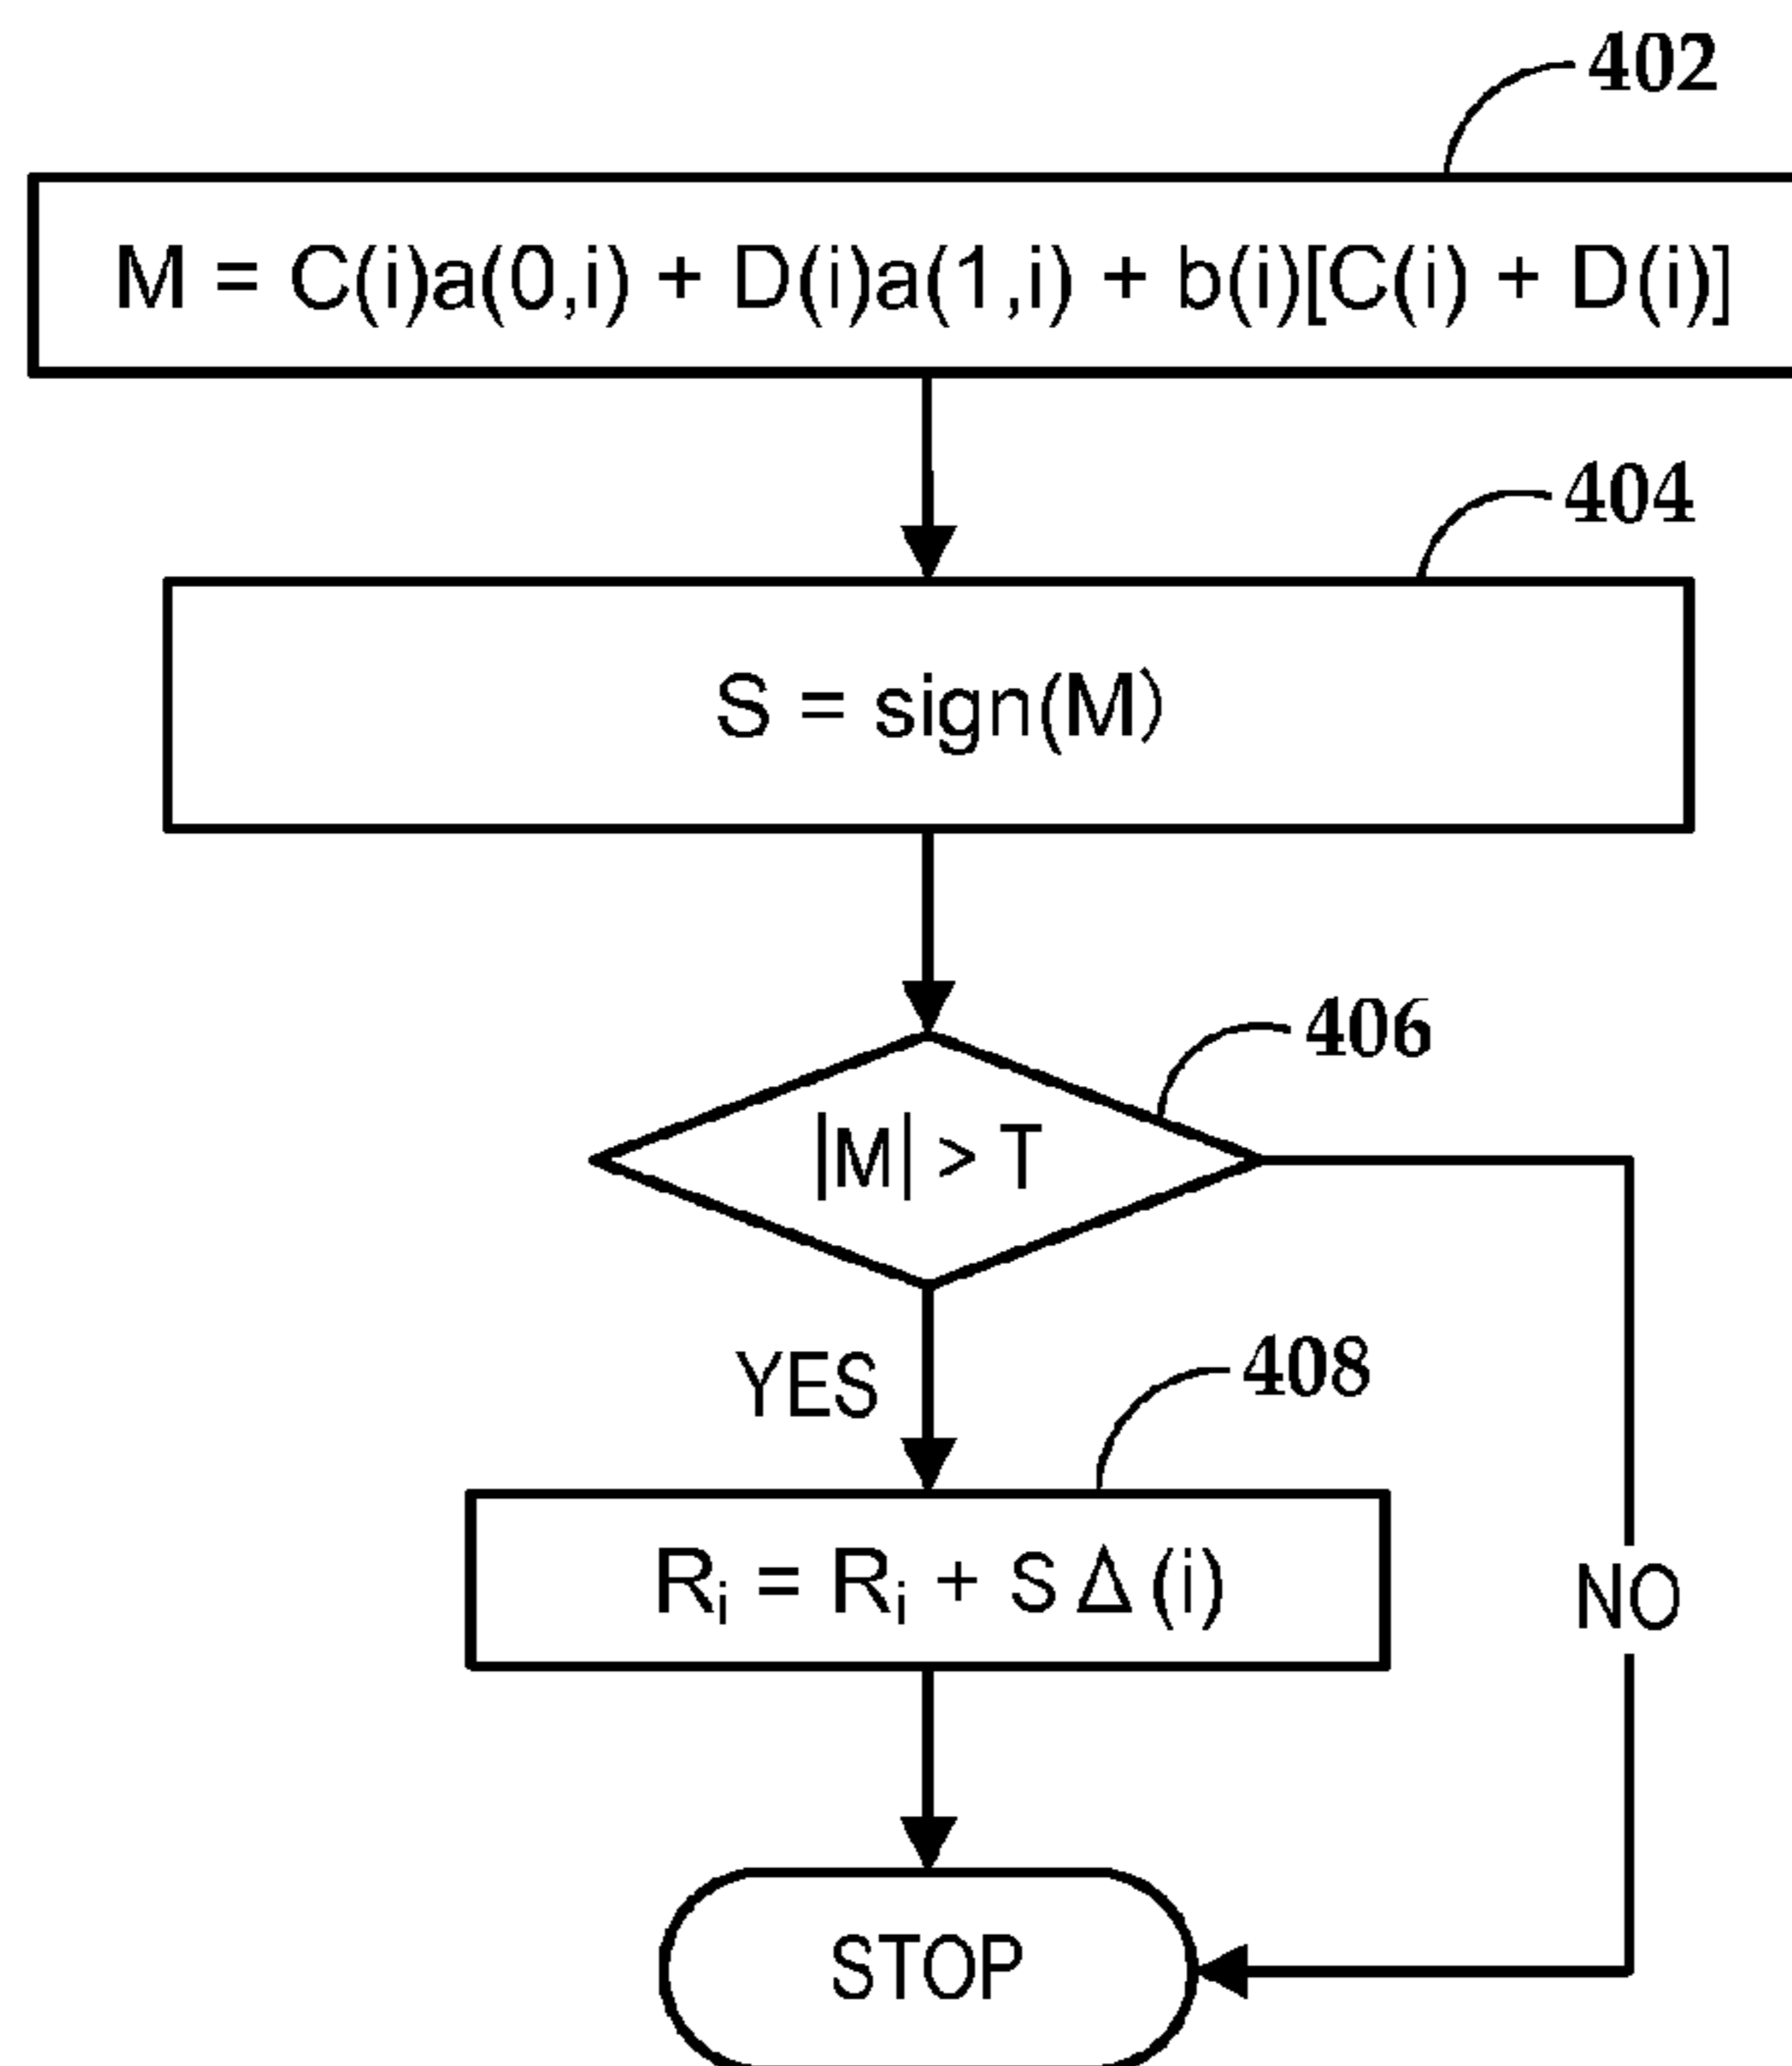 402
M = C(i)a(0,i) + D(i)a(1,i) + b(i)[C(i) + D(i)]
404
S = sign(M)
406
|M| > T
YES
408
Rᵢ = Rᵢ + S Δ (i)
NO
STOP